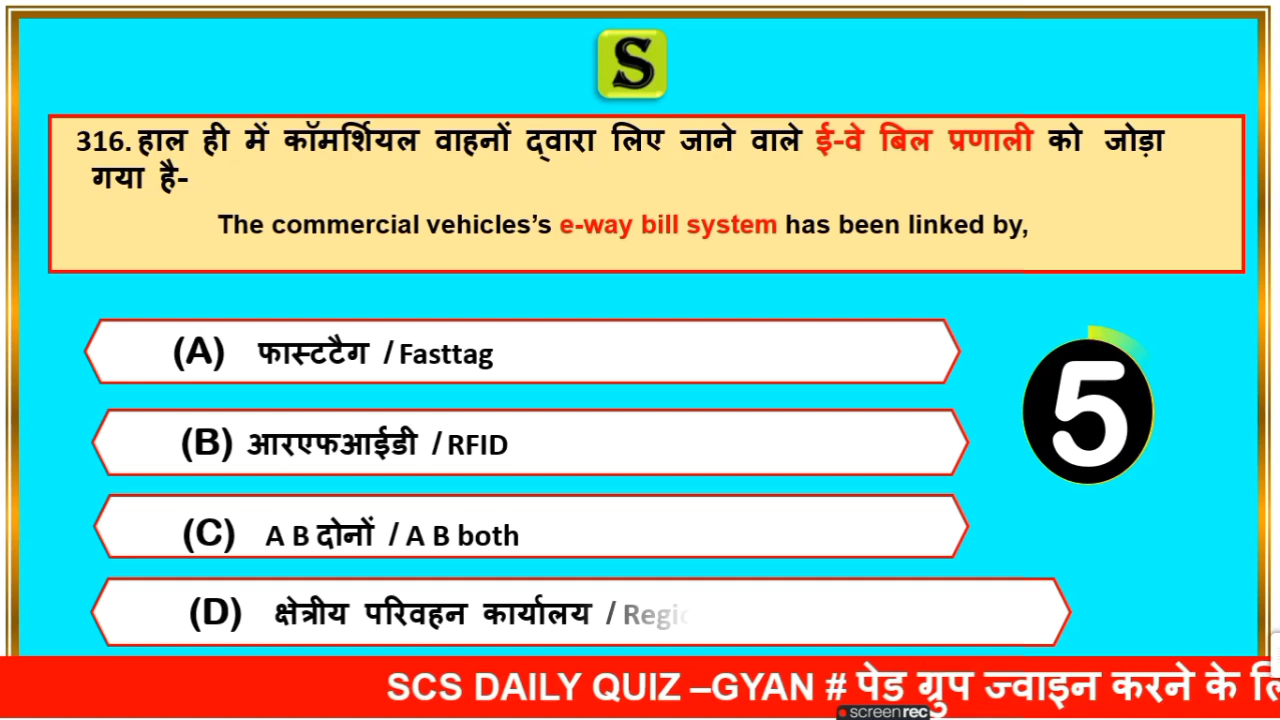 S
316. हाल ही में कॉमर्शियल वाहनों द्वारा लिए जाने वाले ई-वे बिल प्रणाली को जोड़ा
गया है-
The commercial vehicles’s e-way bill system has been linked by,
(A) फास्टटैग / Fasttag
(B) आरएफआईडी / RFID
5
(C) A B दोनों / A B both
(D) क्षेत्रीय परिवहन कार्यालय / Regio
SCS DAILY QUIZ –GYAN # पेड ग्रुप ज्वाइन करने के लि
screenrec